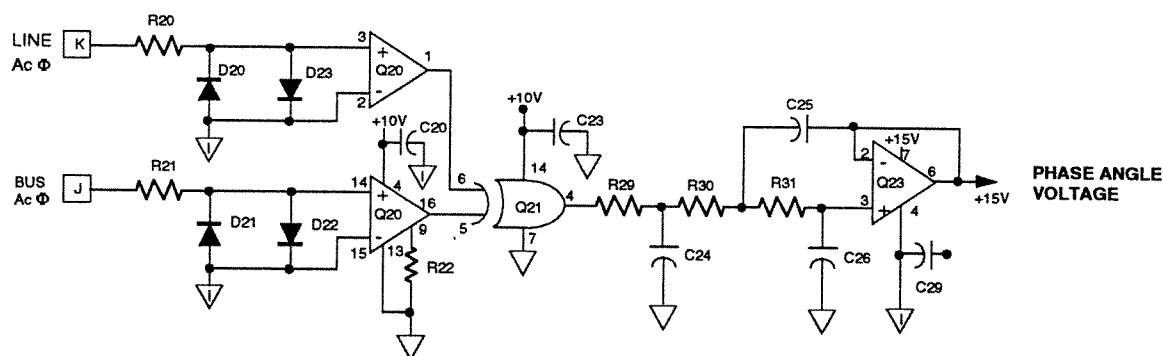 LINE
Ac Φ
K
R20
D20
D23
3
+
Q20
-
2
1
+10V
C20
BUS
Ac Φ
J
R21
D21
D22
14
+
4
Q20
16
9
-
15
13
R22
+10V
C23
14
6
5
Q21
4
7
R29
C24
R30
R31
C25
C26
+15V
7
2
-
Q23
6
3
+
4
C29
+15V
PHASE ANGLE
VOLTAGE